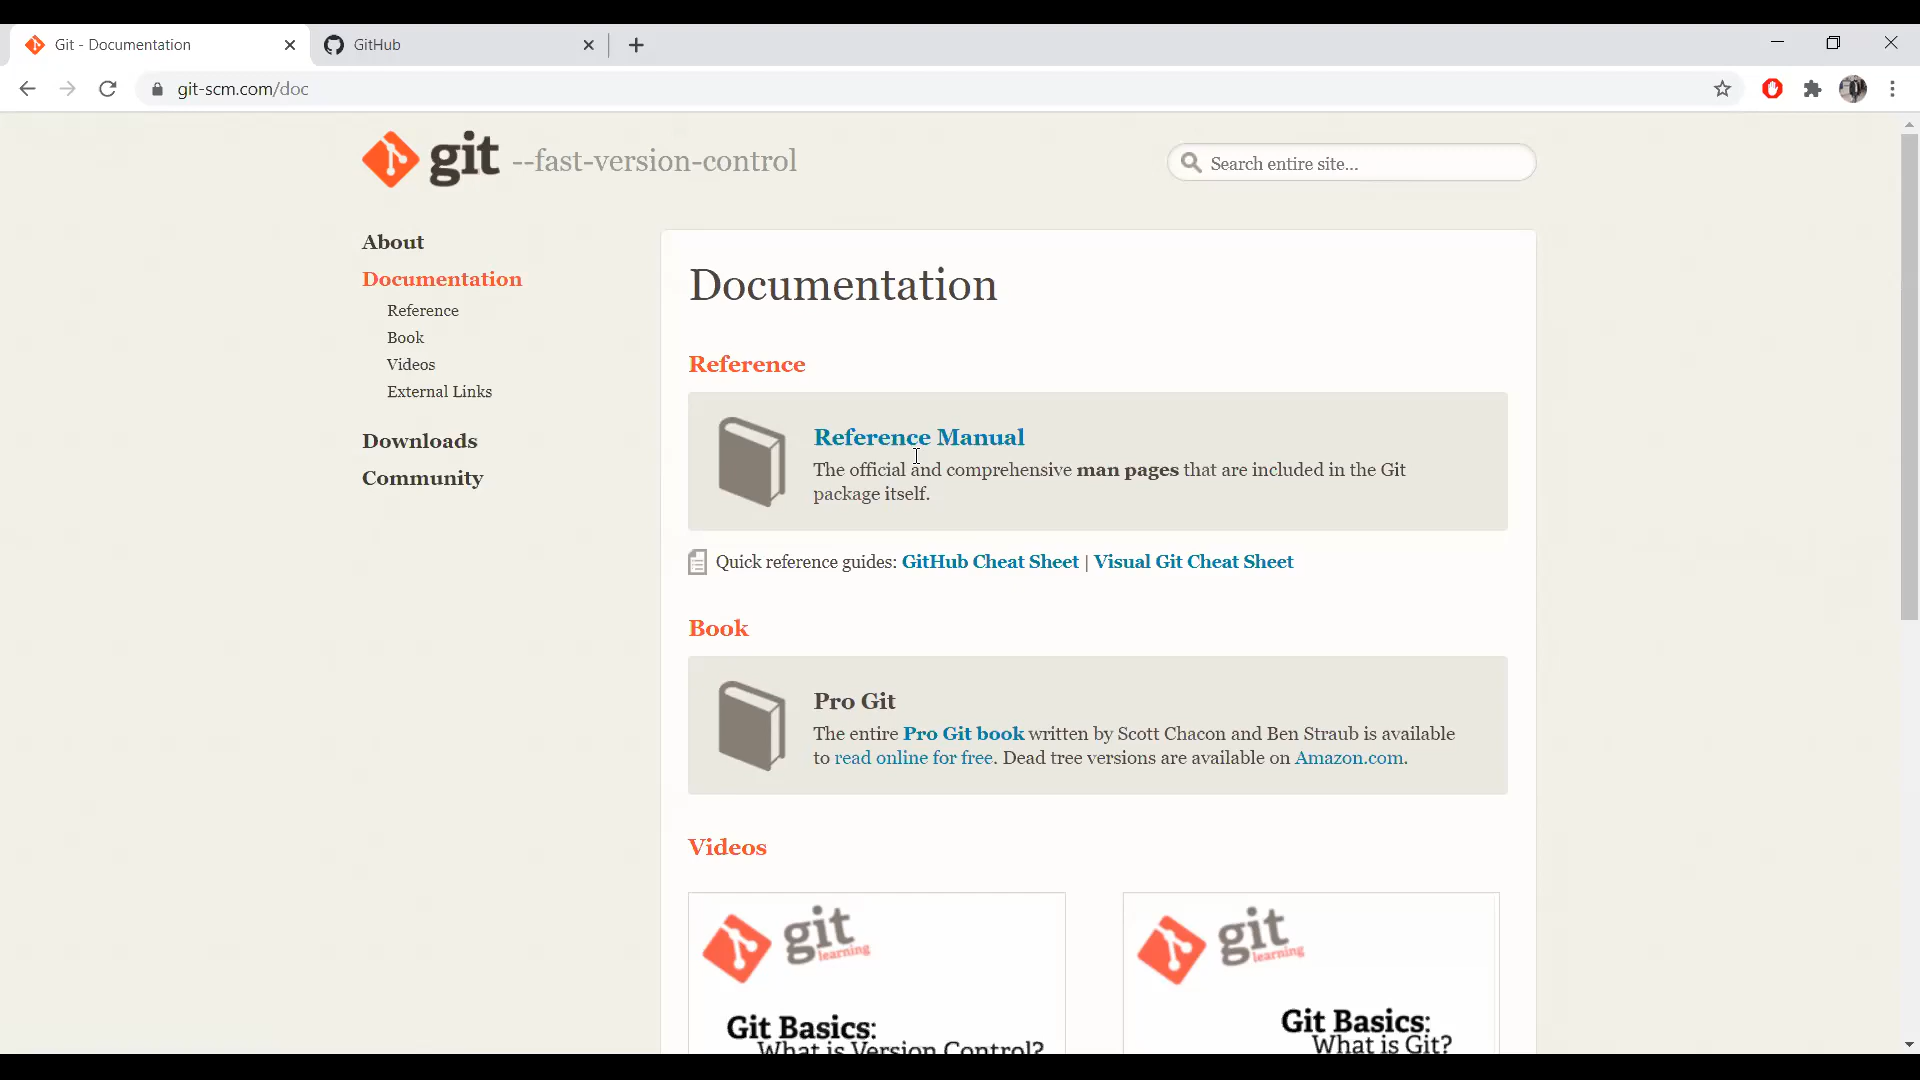 Git - Documentation
GitHub
git-scm.com/doc
git --fast-version-control
Search entire site...
About
Documentation
Reference
Book
Videos
External Links
Downloads
Community
Documentation
Reference
Reference Manual
The official and comprehensive man pages that are included in the Git
package itself.
Quick reference guides: GitHub Cheat Sheet | Visual Git Cheat Sheet
Book
Pro Git
The entire Pro Git book written by Scott Chacon and Ben Straub is available
to read online for free. Dead tree versions are available on Amazon.com.
Videos
git
learning
Git Basics:
What is Version Control?
git
learning
Git Basics:
What is Git?